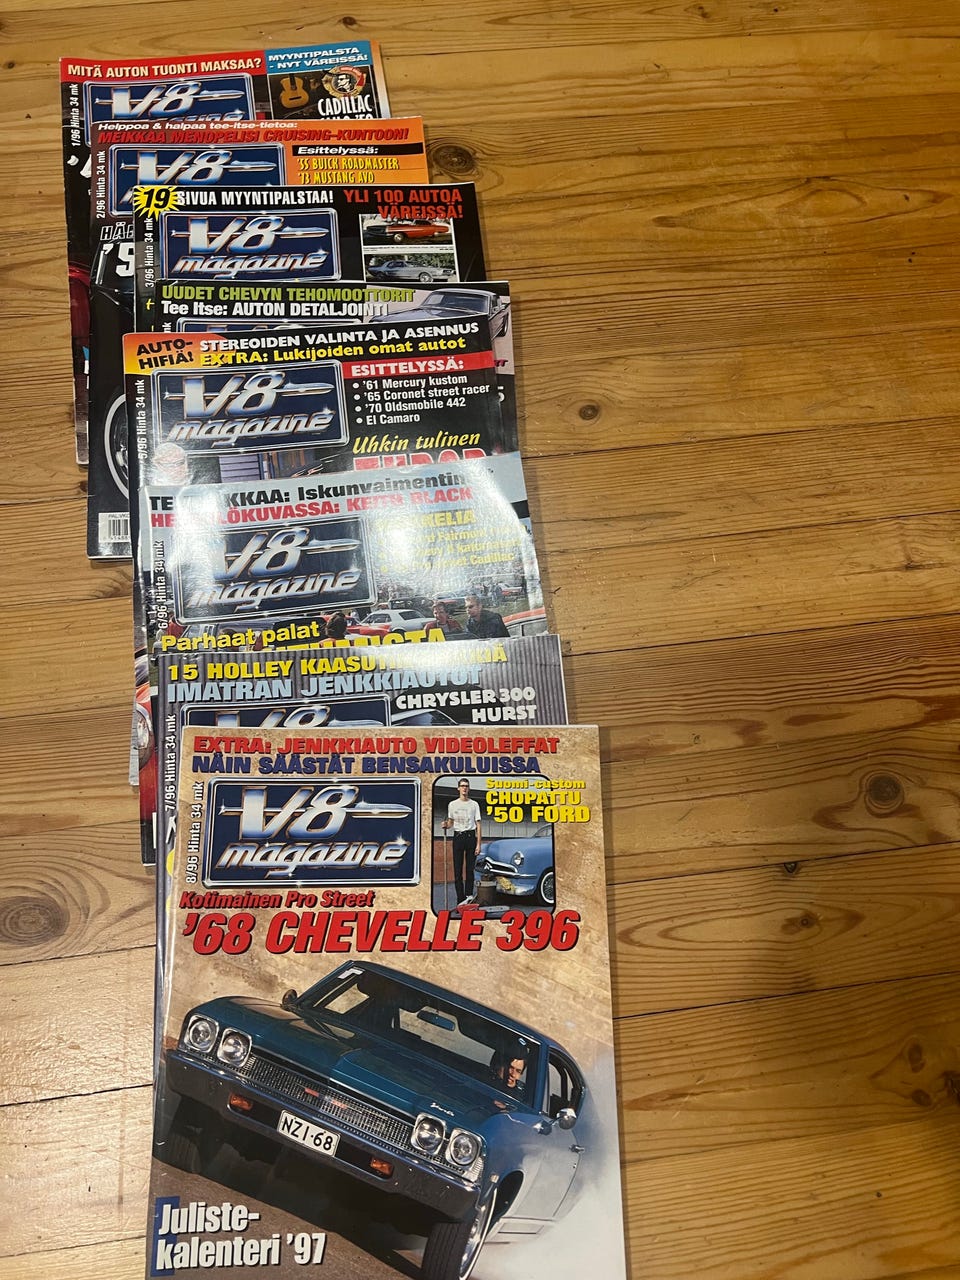 MITÄ AUTON TUONTI MAKSAA?
MYYNTIPALSTA
- NYT VÄREISSÄ!
1/96 Hinta 34 mk
V8
CADILLAC
Helppoa & halpaa tee-itse-tietoa:
MEIKKAA MENOPELISI CRUISING-KUNTOON!
2/96 Hinta 34 mk
V8
Esittelyssä:
'55 BUICK ROADMASTER
'73 MUSTANG AVO
19 SIVUA MYYNTIPALSTAA!
YLI 100 AUTOA
VÄREISSÄ!
3/96 Hinta 34 mk
V8
magazine
UUDET CHEVYN TEHOMOOTTORIT
Tee Itse: AUTON DETALJOINTI
AUTO-
HIFIÄ!
STEREOIDEN VALINTA JA ASENNUS
EXTRA: Lukijoiden omat autot
5/96 Hinta 34 mk
V8
magazine
ESITTELYSSÄ:
• '61 Mercury kustom
• '65 Coronet street racer
• '70 Oldsmobile 442
• El Camaro
Uhkin tulinen
TUDOR
Iskunvaimentin
KEITH BLACK
6/96 Hinta 34 mk
V8
magazine
Parhaat palat
15 HOLLEY
IMATRAN JENKKIAUTOT
7/96 Hinta 34 mk
V8
CHRYSLER 300
HURST
EXTRA: JENKKIAUTO VIDEOLEFFAT
NÄIN SÄÄSTÄT BENSAKULUISSA
8/96 Hinta 34 mk
V8
magazine
Suomi-custom
CHOPATTU
'50 FORD
Kotimainen Pro Street
'68 CHEVELLE 396
NZI-68
Juliste-
kalenteri '97